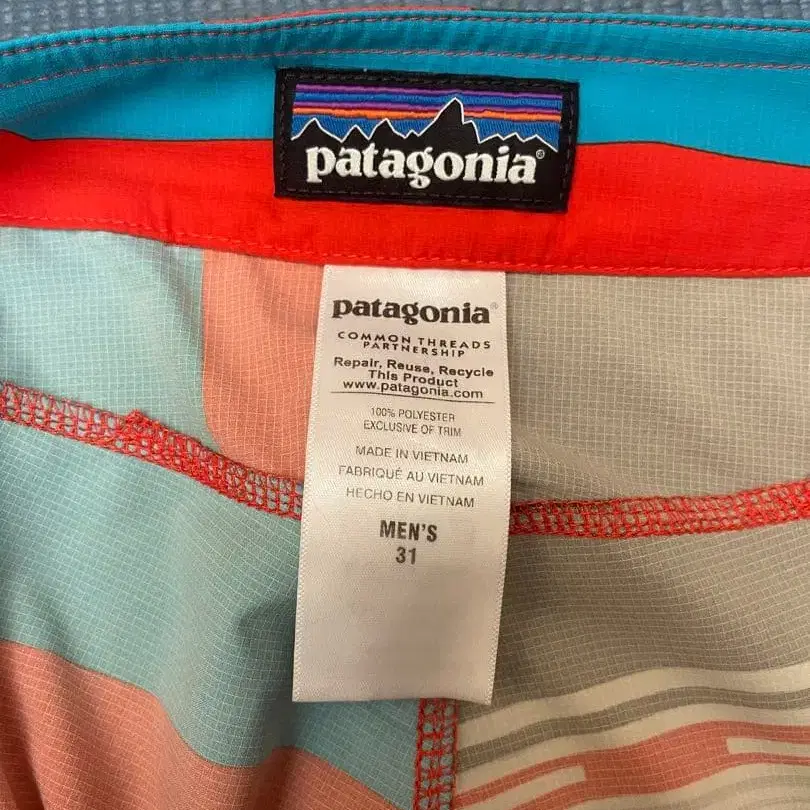 patagonia®
patagonia®
COMMON THREADS
PARTNERSHIP
Repair, Reuse, Recycle
This Product
www.patagonia.com
100% POLYESTER
EXCLUSIVE OF TRIM
MADE IN VIETNAM
FABRIQUÉ AU VIETNAM
HECHO EN VIETNAM
MEN'S
31